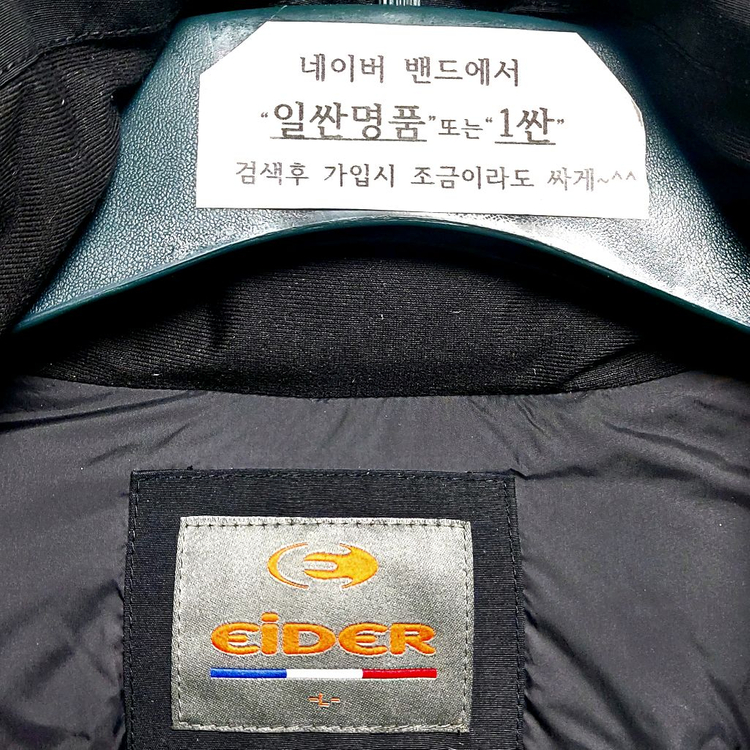 네이버 밴드에서
"일싼명품"또는"1싼"
검색후 가입시 조금이라도 싸게~^^
EiDER
-L-